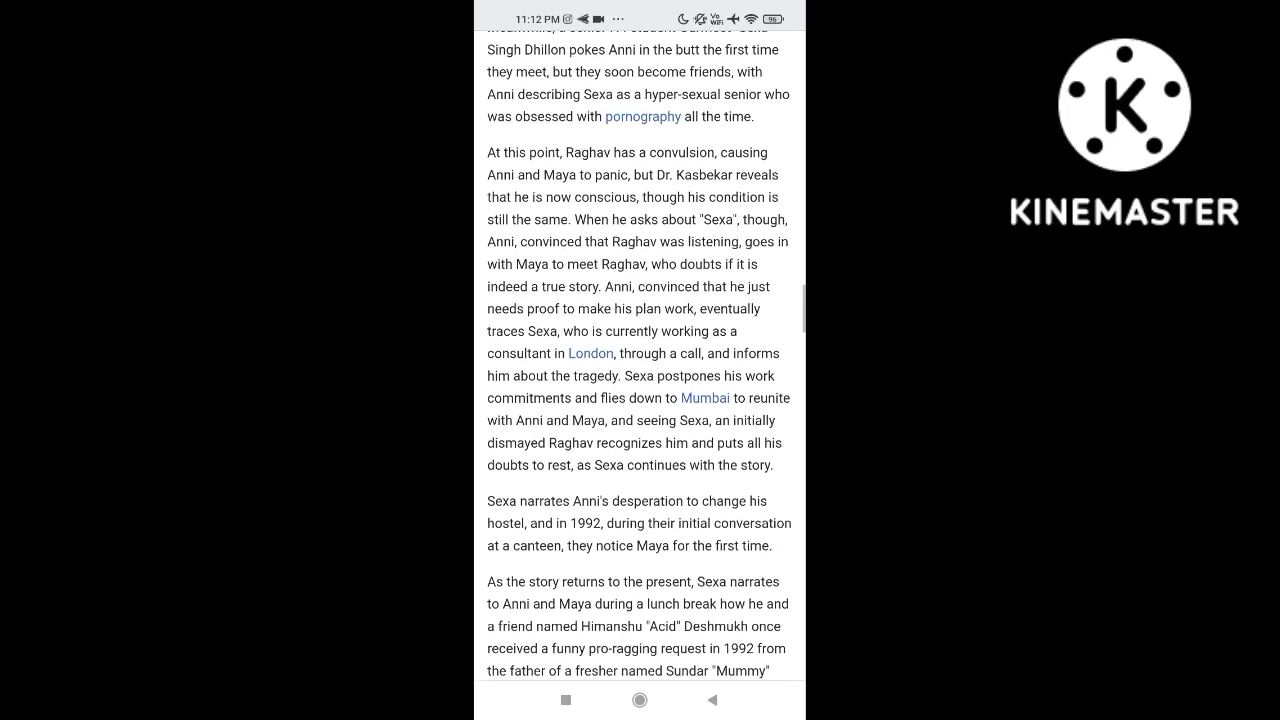 11:12 PM
Vo
WiFi
96
Singh Dhillon pokes Anni in the butt the first time
they meet, but they soon become friends, with
Anni describing Sexa as a hyper-sexual senior who
was obsessed with pornography all the time.
At this point, Raghav has a convulsion, causing
Anni and Maya to panic, but Dr. Kasbekar reveals
that he is now conscious, though his condition is
still the same. When he asks about "Sexa", though,
Anni, convinced that Raghav was listening, goes in
with Maya to meet Raghav, who doubts if it is
indeed a true story. Anni, convinced that he just
needs proof to make his plan work, eventually
traces Sexa, who is currently working as a
consultant in London, through a call, and informs
him about the tragedy. Sexa postpones his work
commitments and flies down to Mumbai to reunite
with Anni and Maya, and seeing Sexa, an initially
dismayed Raghav recognizes him and puts all his
doubts to rest, as Sexa continues with the story.
Sexa narrates Anni's desperation to change his
hostel, and in 1992, during their initial conversation
at a canteen, they notice Maya for the first time.
As the story returns to the present, Sexa narrates
to Anni and Maya during a lunch break how he and
a friend named Himanshu "Acid" Deshmukh once
received a funny pro-ragging request in 1992 from
the father of a fresher named Sundar "Mummy"
K
KINEMASTER